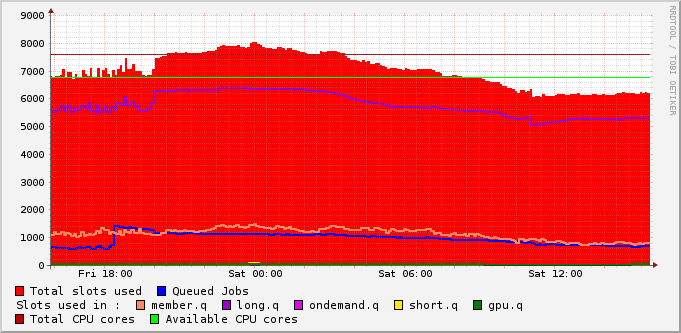 RRDTOOL / TOBI OETIKER
9000
8000
7000
6000
5000
4000
3000
2000
1000
0
Fri 18:00 Sat 00:00 Sat 06:00 Sat 12:00
Total slots used Queued Jobs
Slots used in : member.q long.q ondemand.q short.q gpu.q
Total CPU cores Available CPU cores